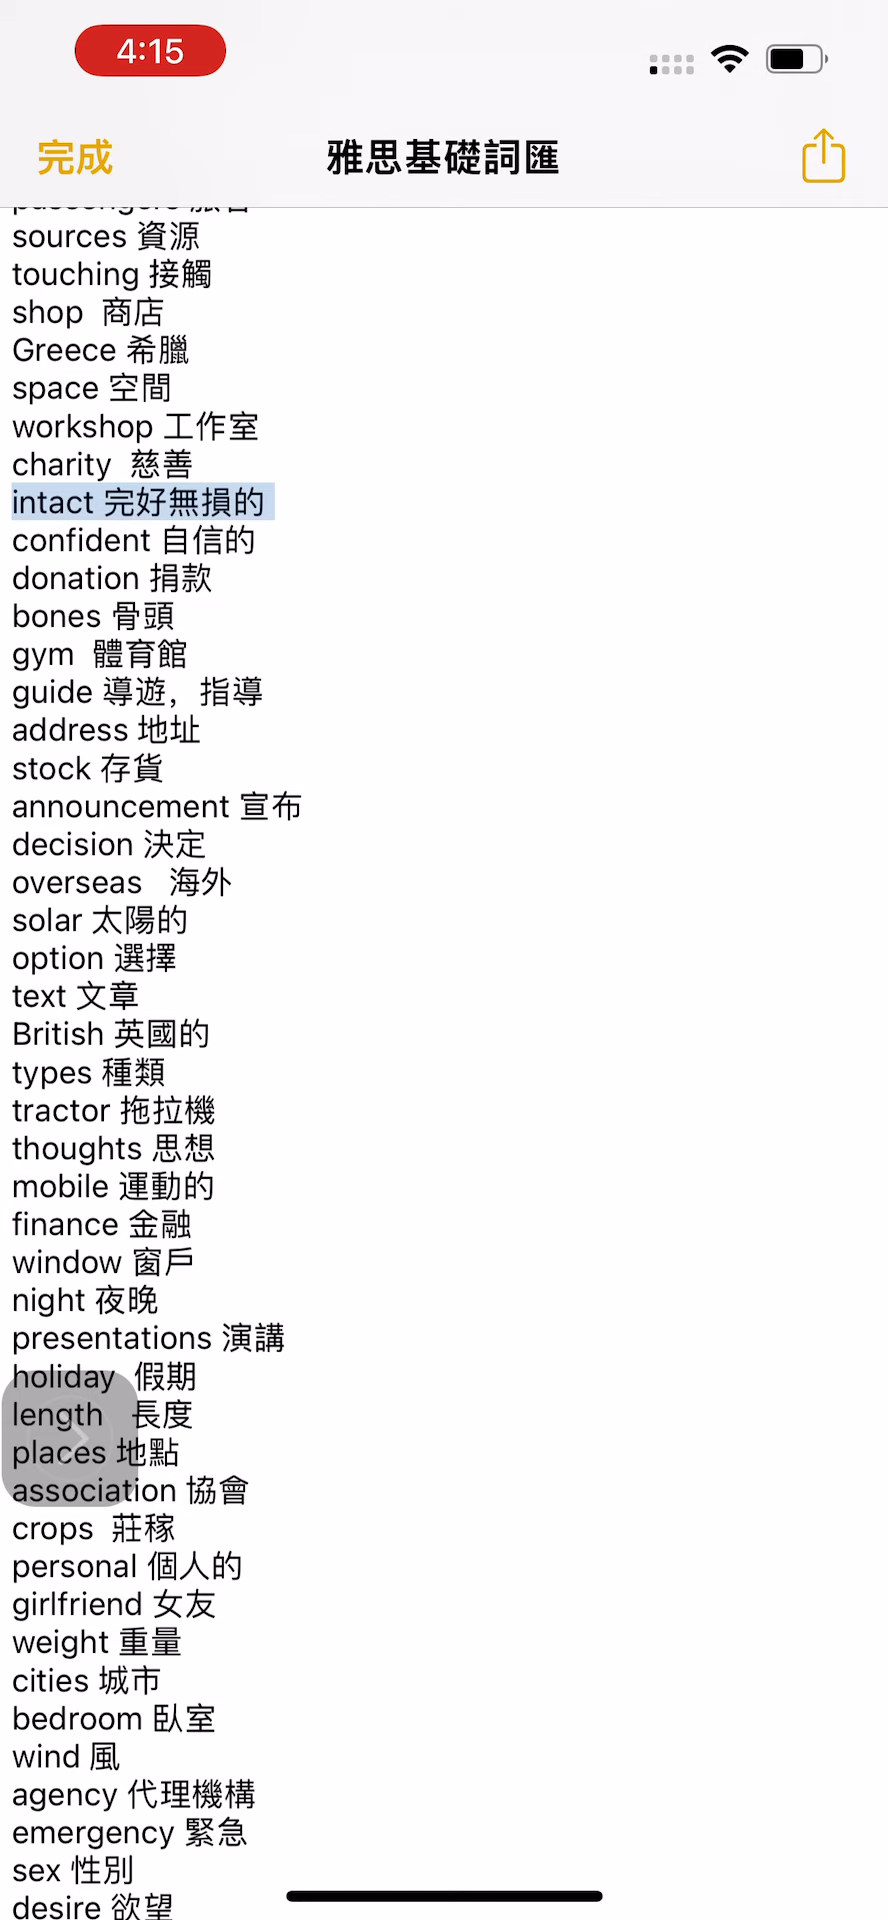 4:15
完成 雅思基礎詞匯
passengers 旅客
sources 資源
touching 接觸
shop 商店
Greece 希臘
space 空間
workshop 工作室
charity 慈善
intact 完好無損的
confident 自信的
donation 捐款
bones 骨頭
gym 體育館
guide 導遊，指導
address 地址
stock 存貨
announcement 宣布
decision 決定
overseas 海外
solar 太陽的
option 選擇
text 文章
British 英國的
types 種類
tractor 拖拉機
thoughts 思想
mobile 運動的
finance 金融
window 窗戶
night 夜晚
presentations 演講
holiday 假期
length 長度
places 地點
association 協會
crops 莊稼
personal 個人的
girlfriend 女友
weight 重量
cities 城市
bedroom 臥室
wind 風
agency 代理機構
emergency 緊急
sex 性別
desire 欲望